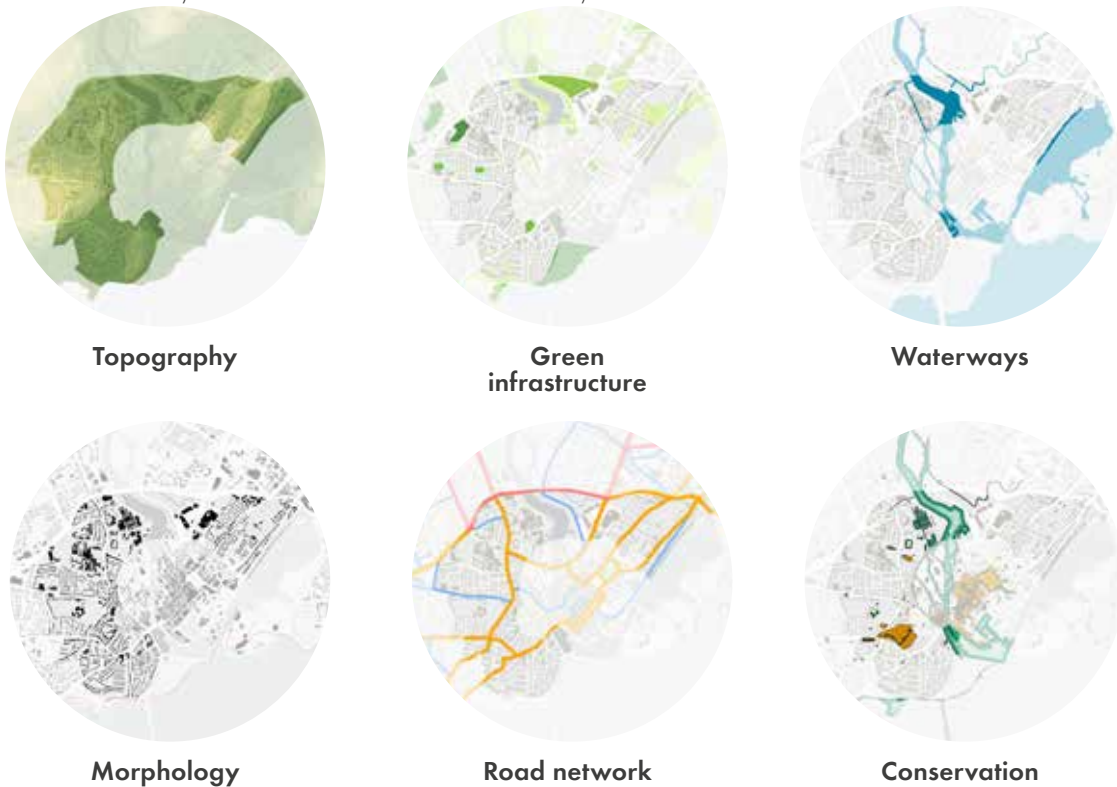 Topography
Green
infrastructure
Waterways
Morphology
Road network
Conservation